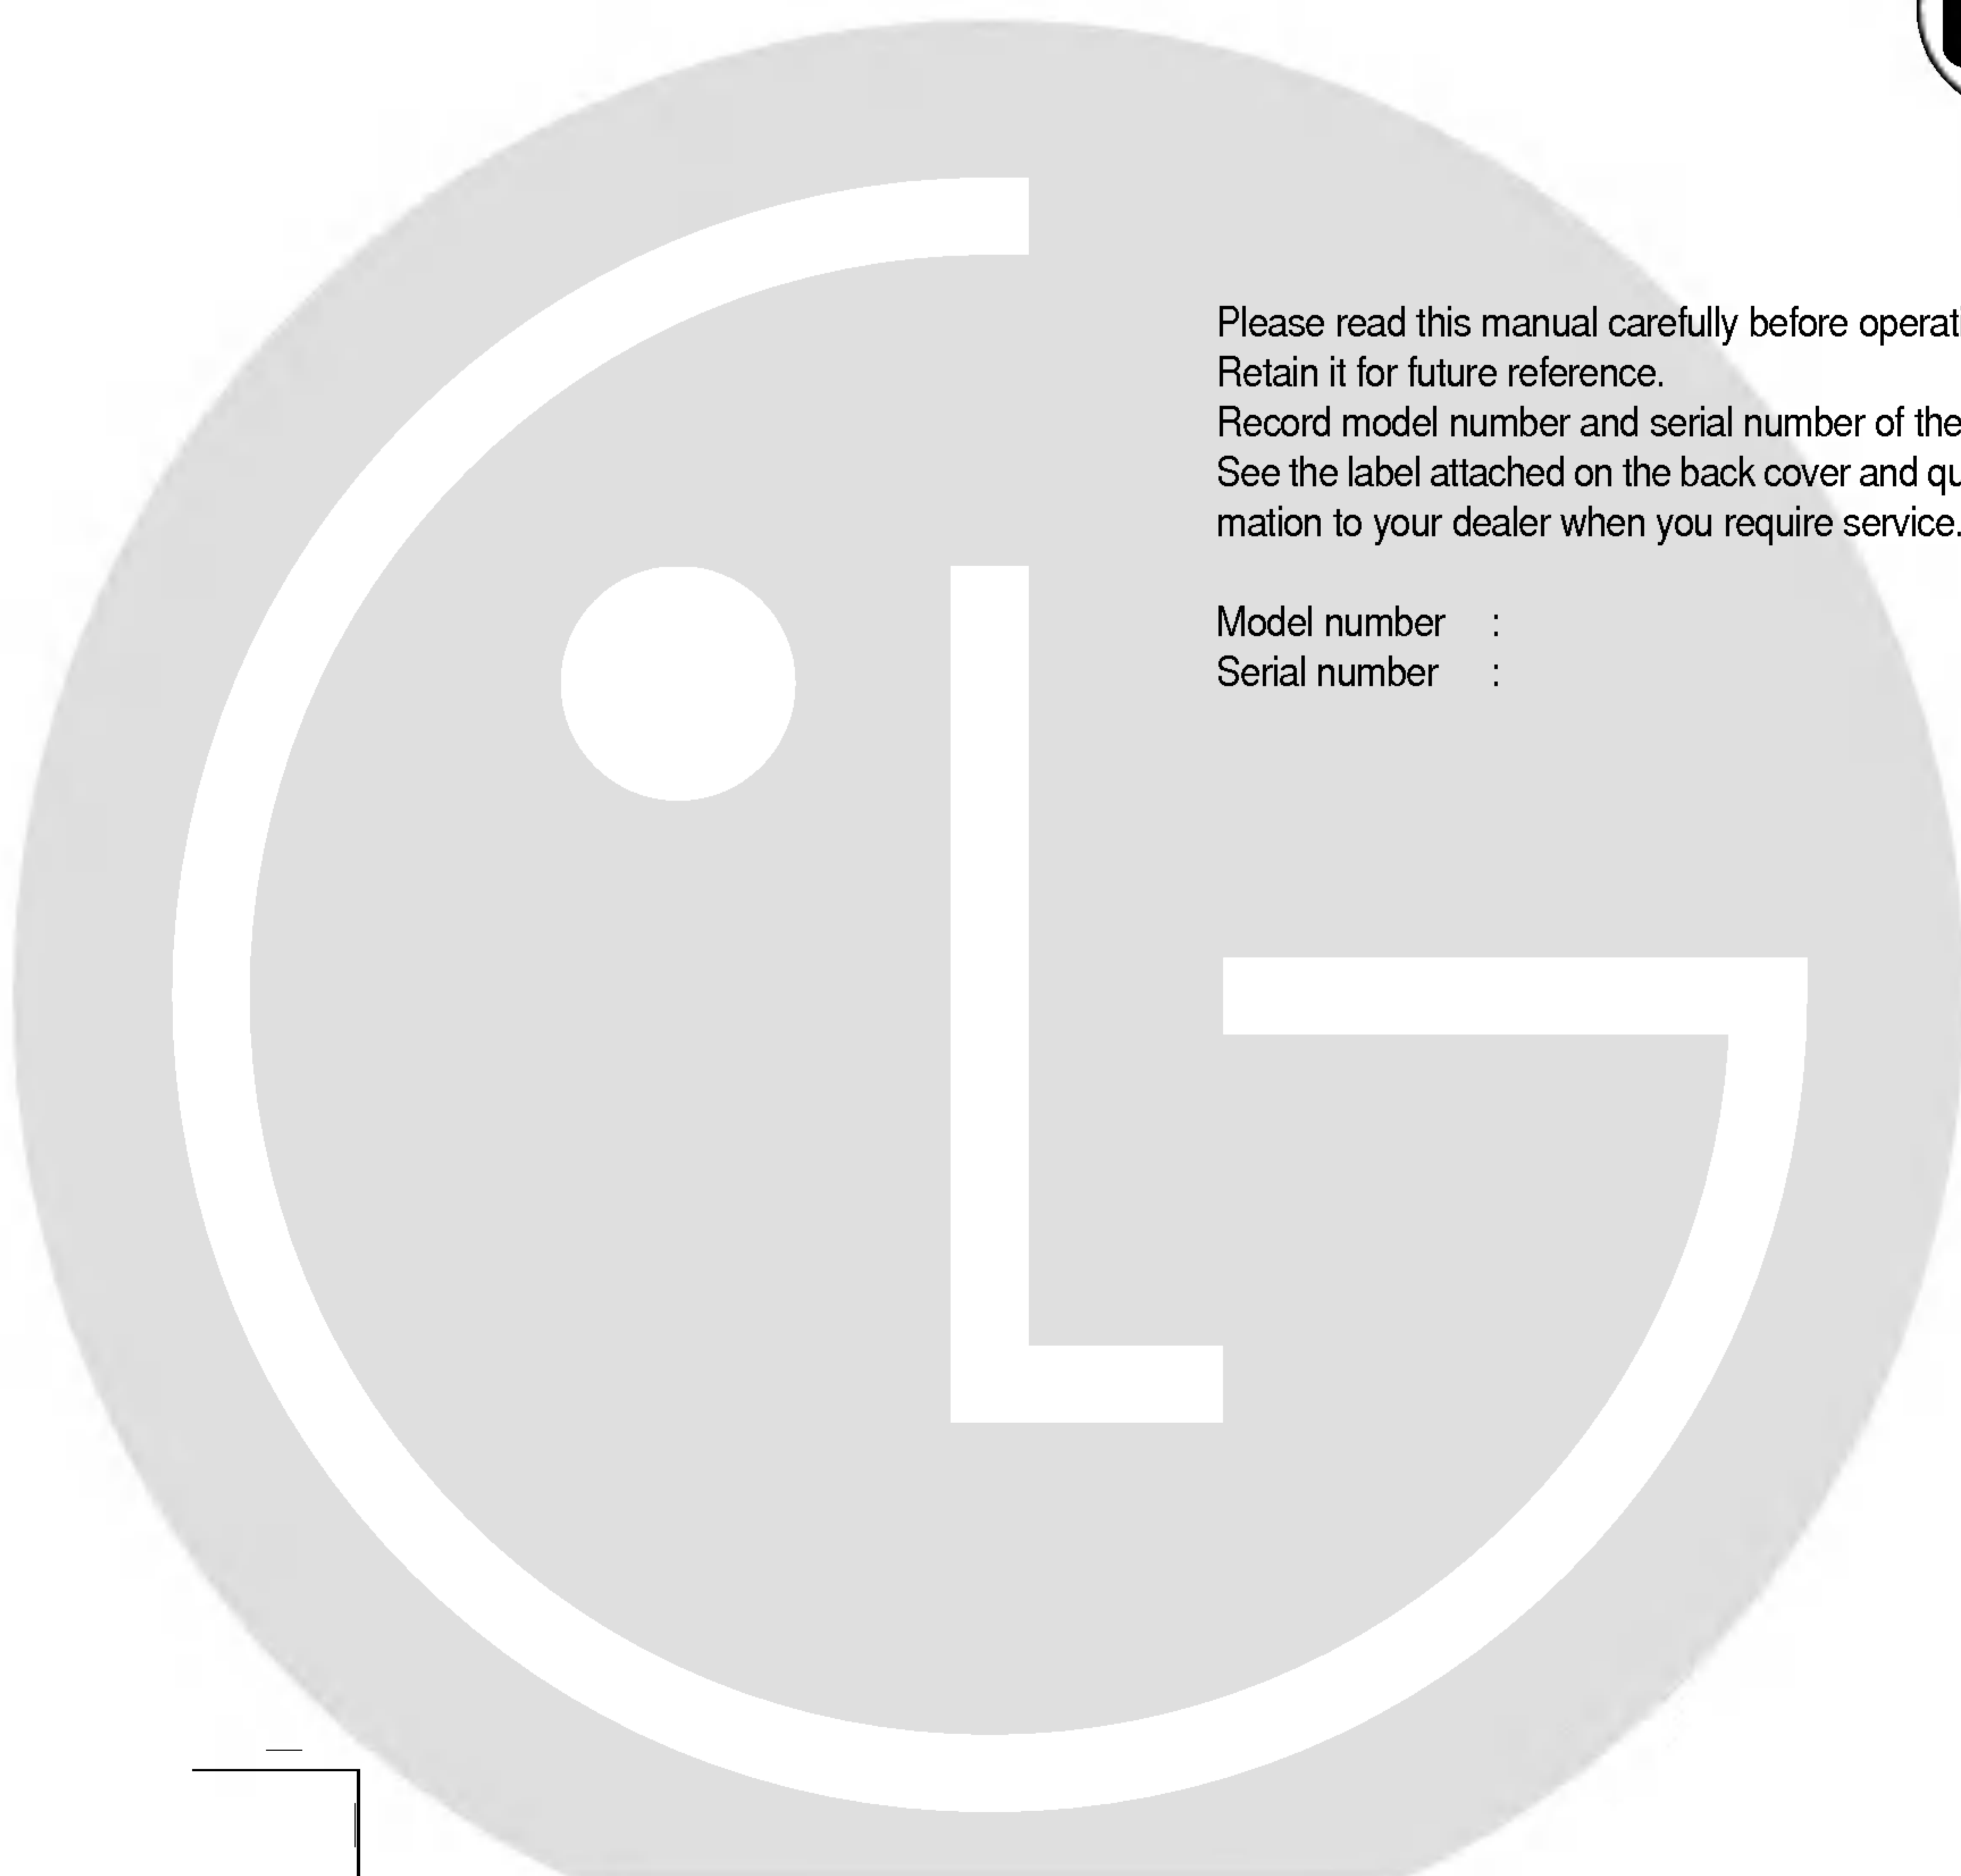 Please read this manual carefully before
Retain it for future reference.
Record model number and serial number of the
See the label attached on the back cover and
mation to your dealer when you require service.
Model number :
Serial number :
LG